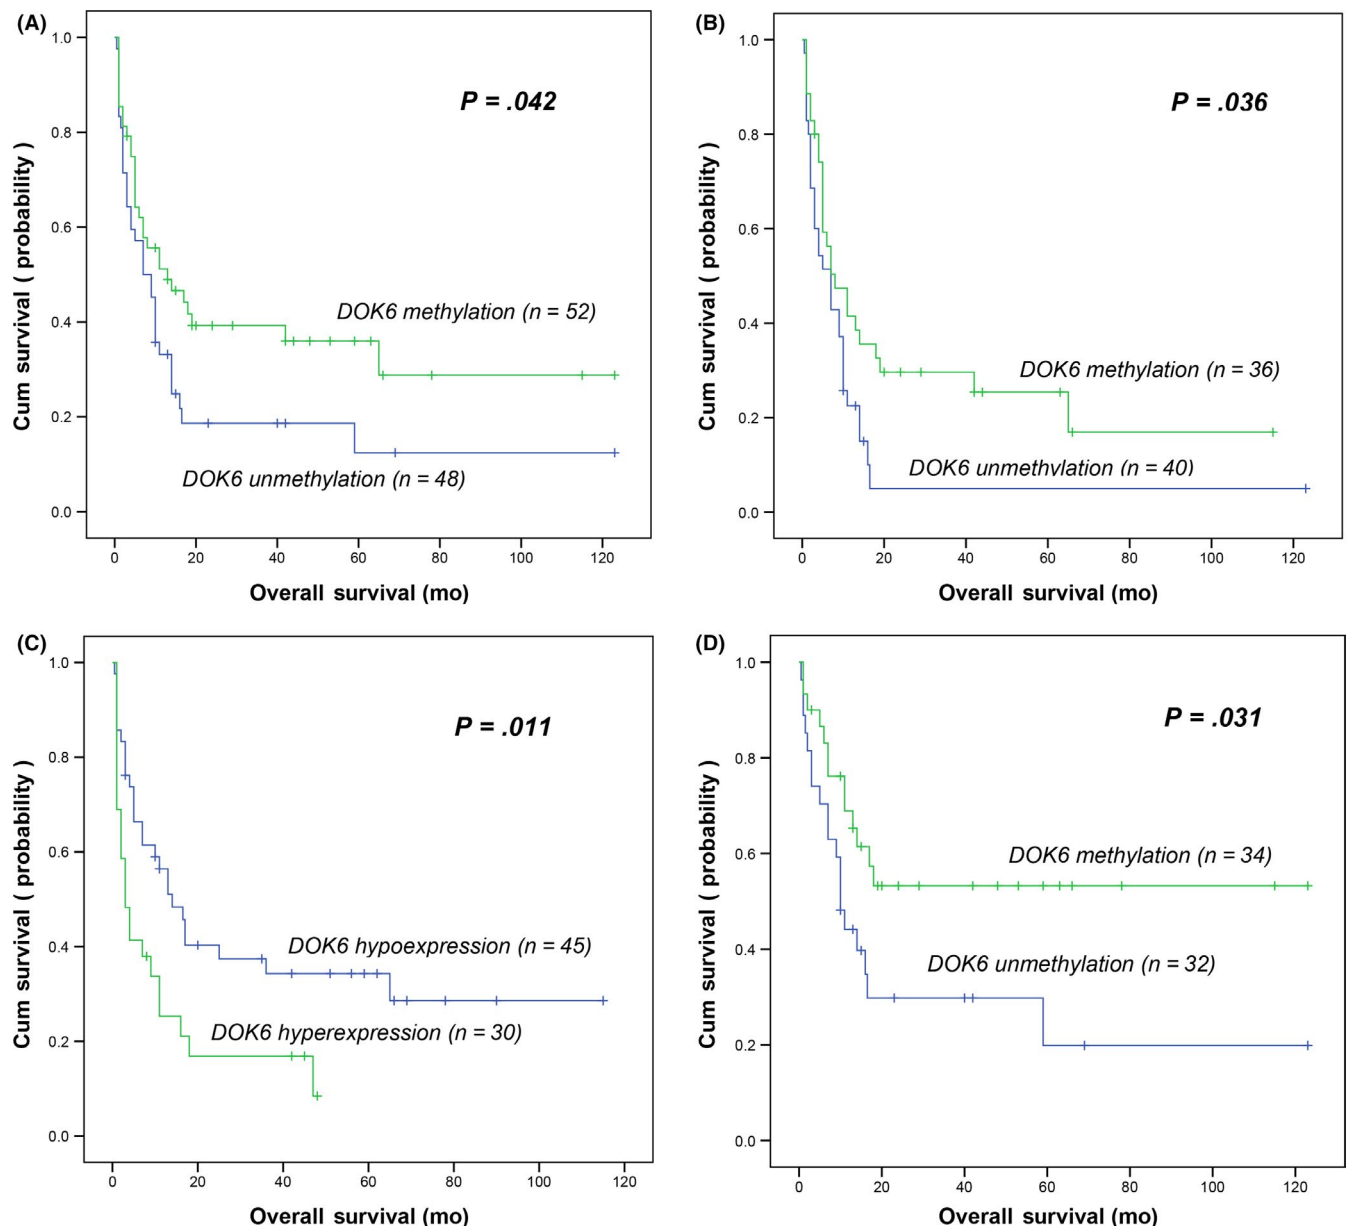 (A)
P = .042
Cum survival ( probability )
1.0
0.8
0.6
0.4
0.2
0.0
DOK6 methylation (n = 52)
DOK6 unmethylation (n = 48)
0 20 40 60 80 100 120
Overall survival (mo)
(B)
P = .036
Cum survival ( probability )
1.0
0.8
0.6
0.4
0.2
0.0
DOK6 methylation (n = 36)
DOK6 unmethylation (n = 40)
0 20 40 60 80 100 120
Overall survival (mo)
(C)
P = .011
Cum survival ( probability )
1.0
0.8
0.6
0.4
0.2
0.0
DOK6 hypoexpression (n = 45)
DOK6 hyperexpression (n = 30)
0 20 40 60 80 100 120
Overall survival (mo)
(D)
P = .031
Cum survival ( probability )
1.0
0.8
0.6
0.4
0.2
0.0
DOK6 methylation (n = 34)
DOK6 unmethylation (n = 32)
0 20 40 60 80 100 120
Overall survival (mo)